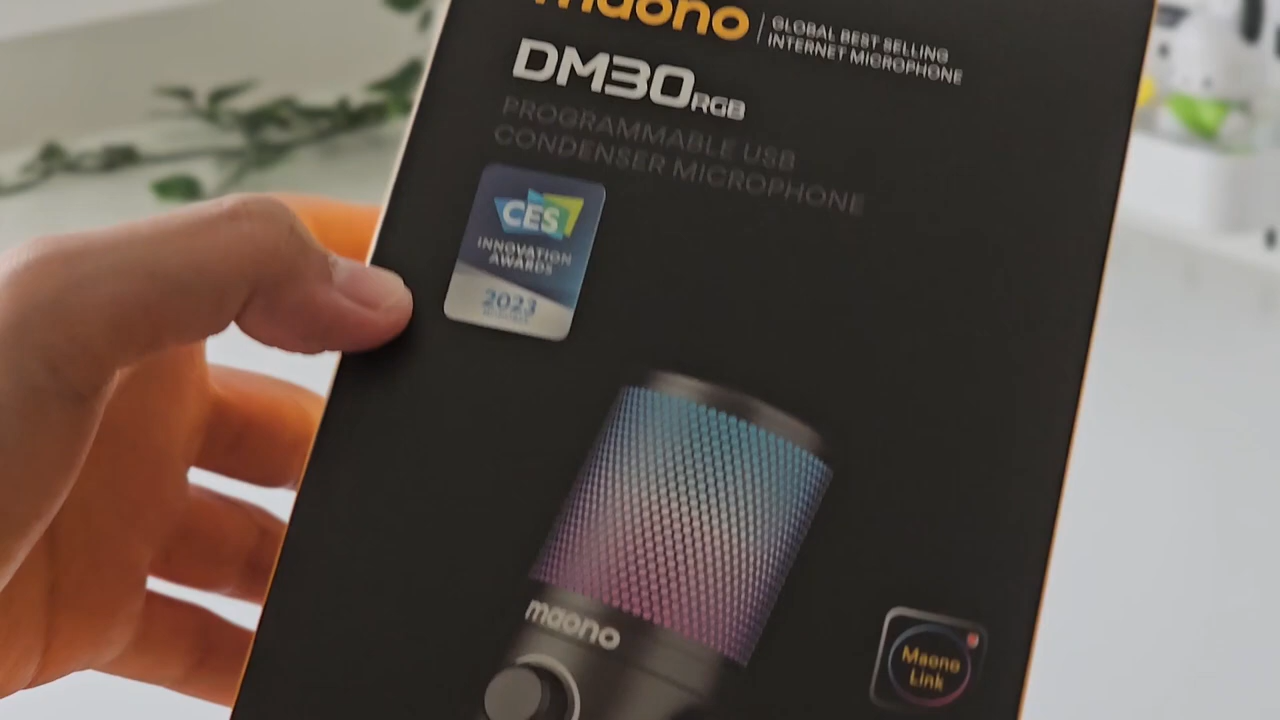 maono
GLOBAL BEST SELLING
INTERNET MICROPHONE
DM30RGB
PROGRAMMABLE USB
CONDENSER MICROPHONE
CES
INNOVATION
AWARDS
2023
maono
Maono
Link